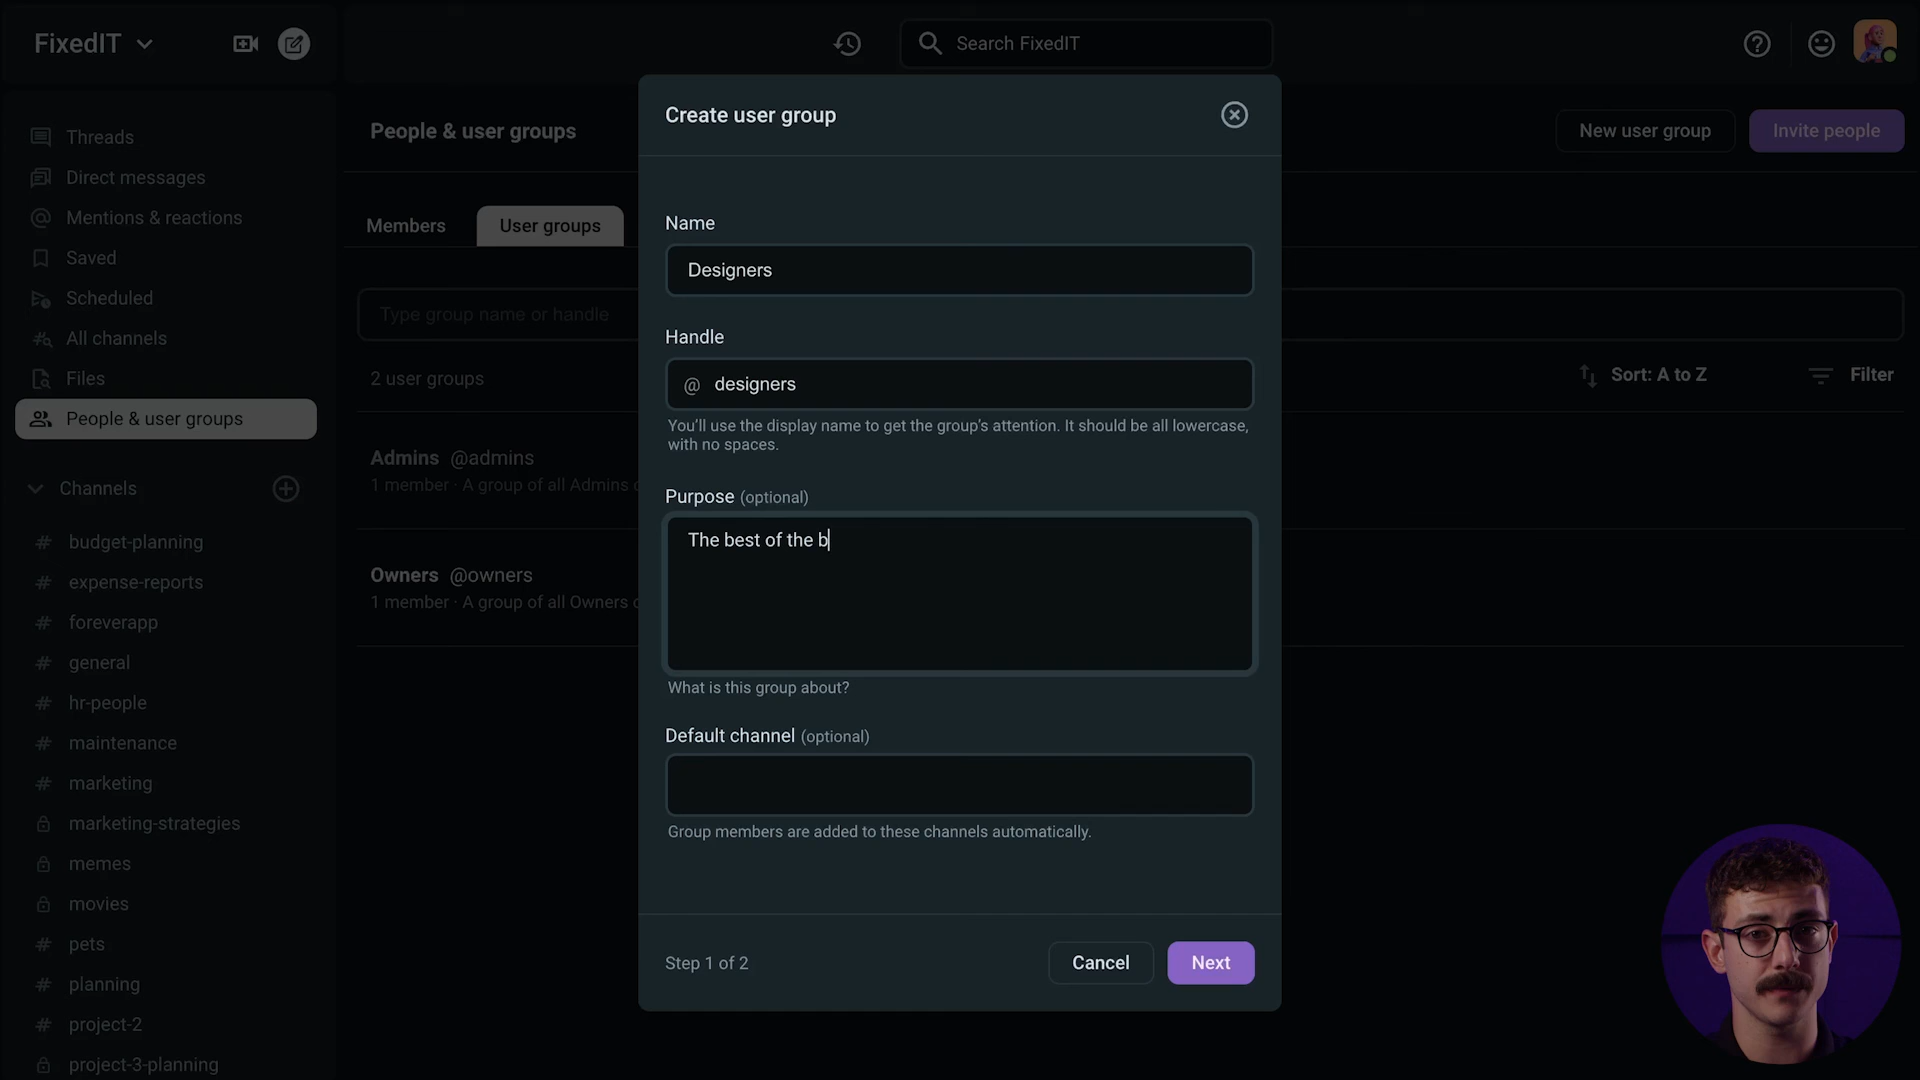 FixedIT
Search FixedIT
Threads
Direct messages
Mentions & reactions
Saved
Scheduled
All channels
Files
People & user groups
Channels
budget-planning
expense-reports
foreverapp
general
hr-people
maintenance
marketing
marketing-strategies
memes
movies
pets
planning
project-2
project-3-planning
People & user groups
New user group
Invite people
Members
User groups
Type group name or handle
2 user groups
Sort: A to Z
Filter
Admins @admins
1 member · A group of all Admins
Owners @owners
1 member · A group of all Owners
Create user group
Name
Designers
Handle
@ designers
You’ll use the display name to get the group’s attention. It should be all lowercase,
with no spaces.
Purpose (optional)
The best of the b
What is this group about?
Default channel (optional)
Group members are added to these channels automatically.
Step 1 of 2
Cancel
Next